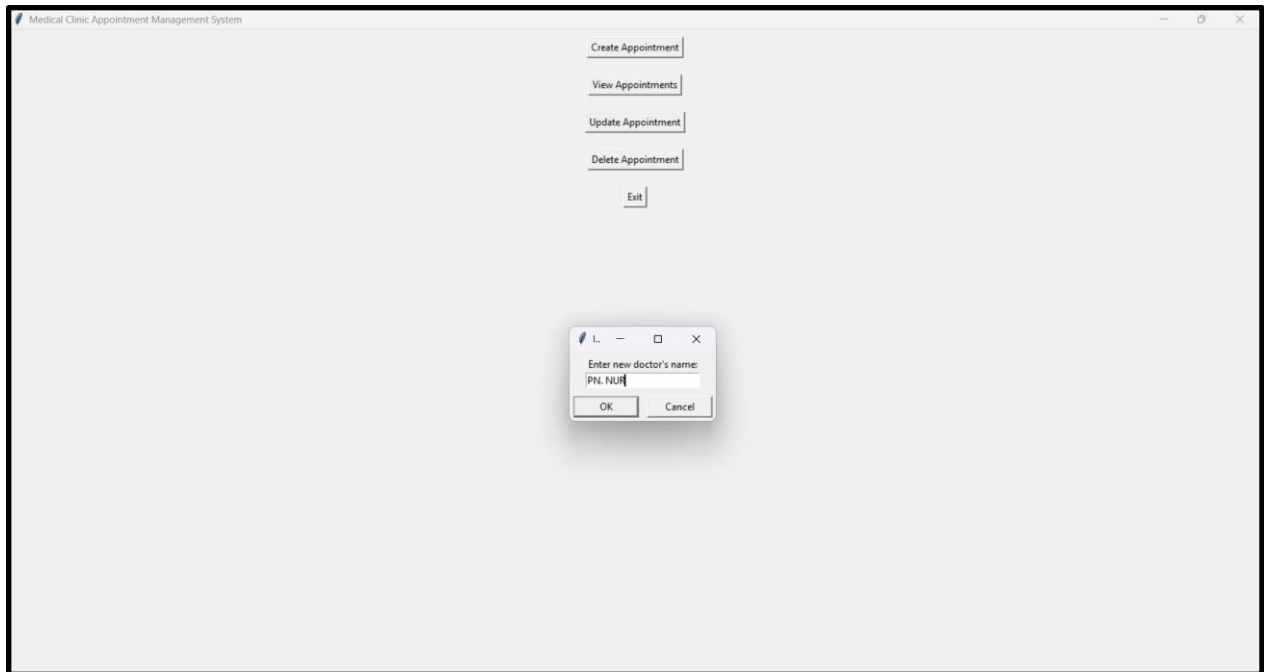 Medical Clinic Appointment Management System
Create Appointment
View Appointments
Update Appointment
Delete Appointment
Exit
I...
Enter new doctor's name:
PN. NUR
OK Cancel